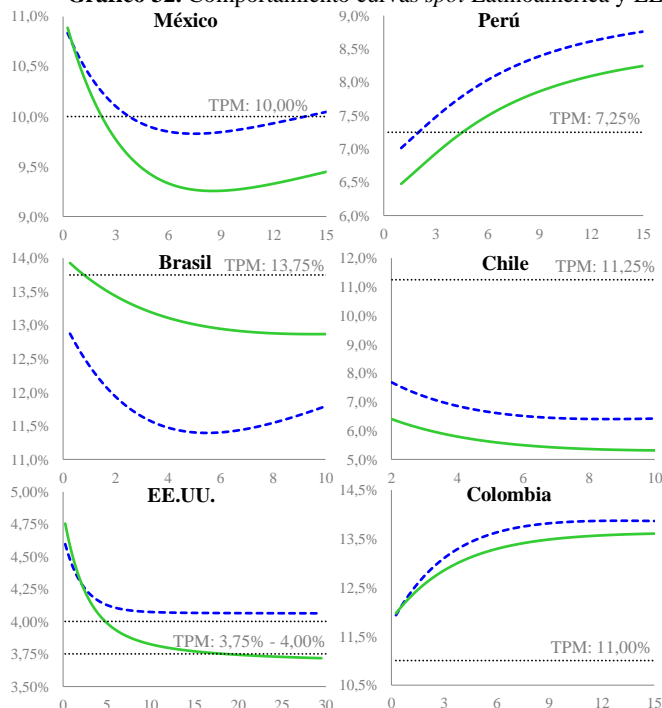 Gráfico 32. Comportamiento curvas spot Latinoamérica y EE
México
11,0%
10,5%
10,0%
9,5%
9,0%
TPM: 10,00%
0 3 6 9 12 15
Perú
9,0%
8,5%
8,0%
7,5%
7,0%
6,5%
6,0%
TPM: 7,25%
0 3 6 9 12 15
Brasil
14,0%
13,5%
13,0%
12,5%
12,0%
11,5%
11,0%
TPM: 13,75%
0 2 4 6 8 10
Chile
12,0%
11,0%
10,0%
9,0%
8,0%
7,0%
6,0%
5,0%
TPM: 11,25%
2 4 6 8 10
EE.UU.
5,00%
4,75%
4,50%
4,25%
4,00%
3,75%
3,50%
TPM: 3,75% - 4,00%
0 5 10 15 20 25 30
Colombia
14,5%
13,5%
12,5%
11,5%
10,5%
TPM: 11,00%
0 3 6 9 12 15